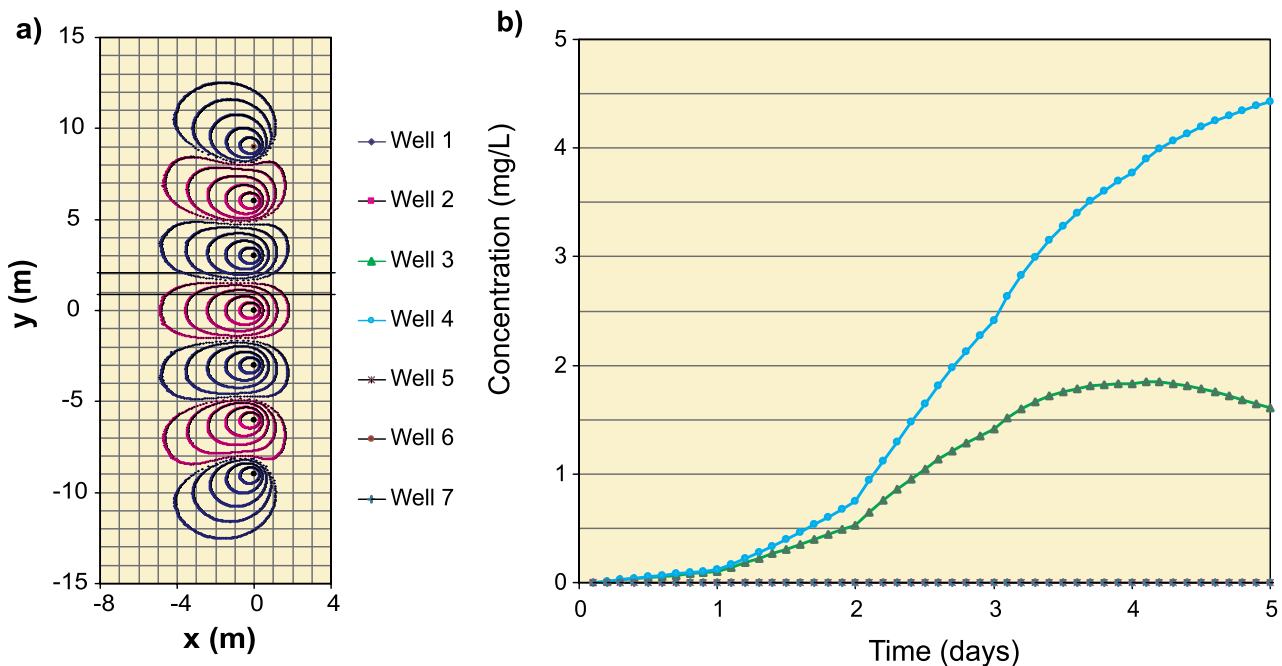 a)
15
10
5
0
-5
-10
-15
-8
-4
0
4
y (m)
x (m)
Well 1
Well 2
Well 3
Well 4
Well 5
Well 6
Well 7
b)
5
4
3
2
1
0
0
1
2
3
4
5
Concentration (mg/L)
Time (days)